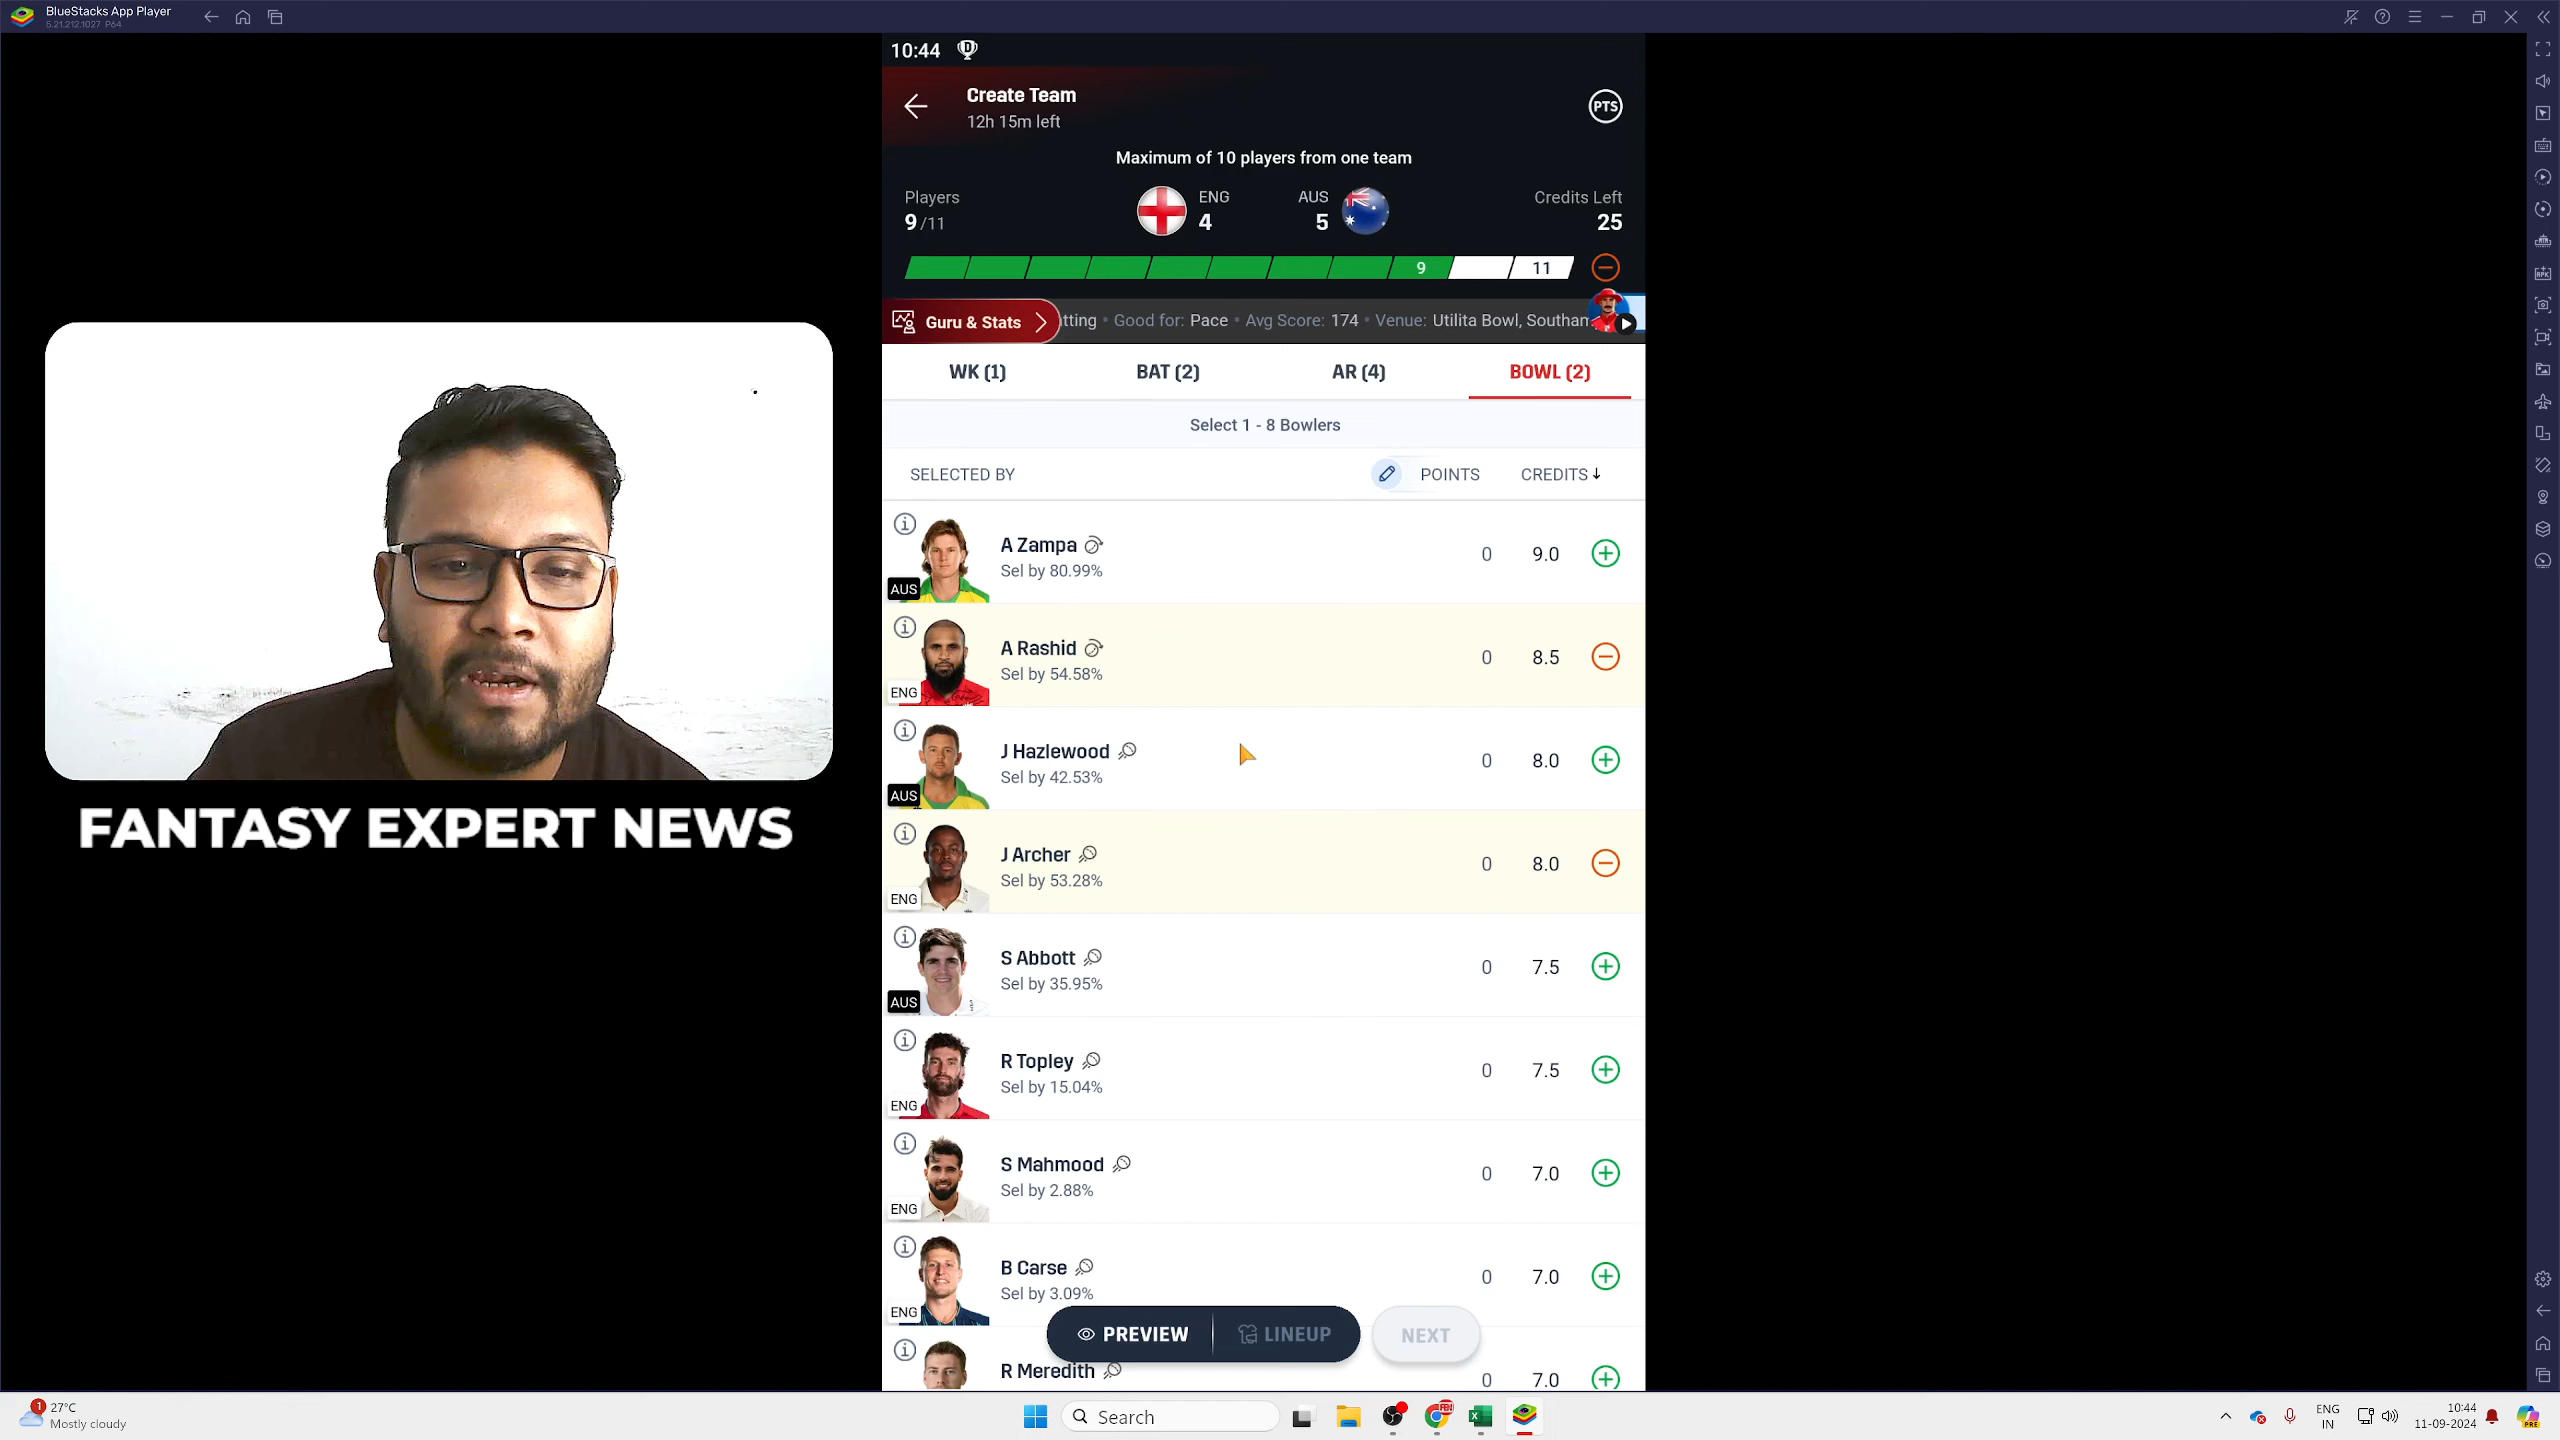 BlueStacks App Player
5.21.212.1027 P64
10:44
Create Team
12h 15m left
PTS
Maximum of 10 players from one team
Players
9/11
ENG
4
AUS
5
Credits Left
25
9
11
Guru & Stats
tting • Good for: Pace • Avg Score: 174 • Venue: Utilita Bowl, Southam
WK (1)
BAT (2)
AR (4)
BOWL (2)
Select 1 - 8 Bowlers
SELECTED BY
POINTS
CREDITS
A Zampa
Sel by 80.99%
AUS
0
9.0
A Rashid
Sel by 54.58%
ENG
0
8.5
J Hazlewood
Sel by 42.53%
AUS
0
8.0
J Archer
Sel by 53.28%
ENG
0
8.0
S Abbott
Sel by 35.95%
AUS
0
7.5
R Topley
Sel by 15.04%
ENG
0
7.5
S Mahmood
Sel by 2.88%
ENG
0
7.0
B Carse
Sel by 3.09%
ENG
0
7.0
R Meredith
0
7.0
PREVIEW
LINEUP
NEXT
FANTASY EXPERT NEWS
1
27°C
Mostly cloudy
Search
FEN
ENG
IN
10:44
11-09-2024
PRE